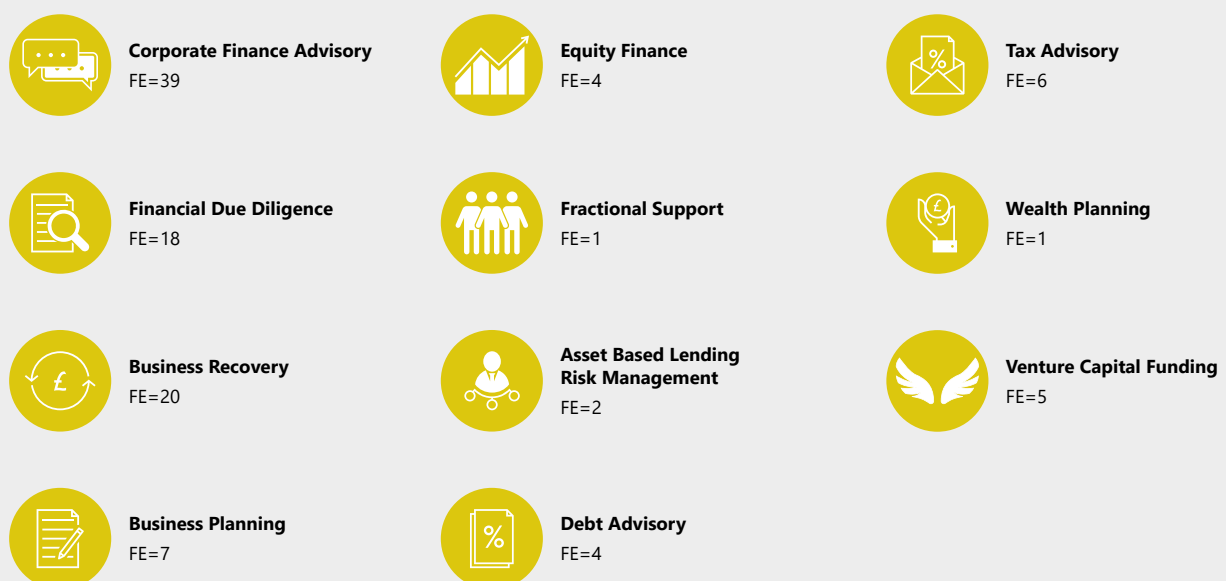 Corporate Finance Advisory
FE=39
Equity Finance
FE=4
%
Tax Advisory
FE=6
Financial Due Diligence
FE=18
Fractional Support
FE=1
£
Wealth Planning
FE=1
£
Business Recovery
FE=20
Asset Based Lending
Risk Management
FE=2
Venture Capital Funding
FE=5
Business Planning
FE=7
%
Debt Advisory
FE=4